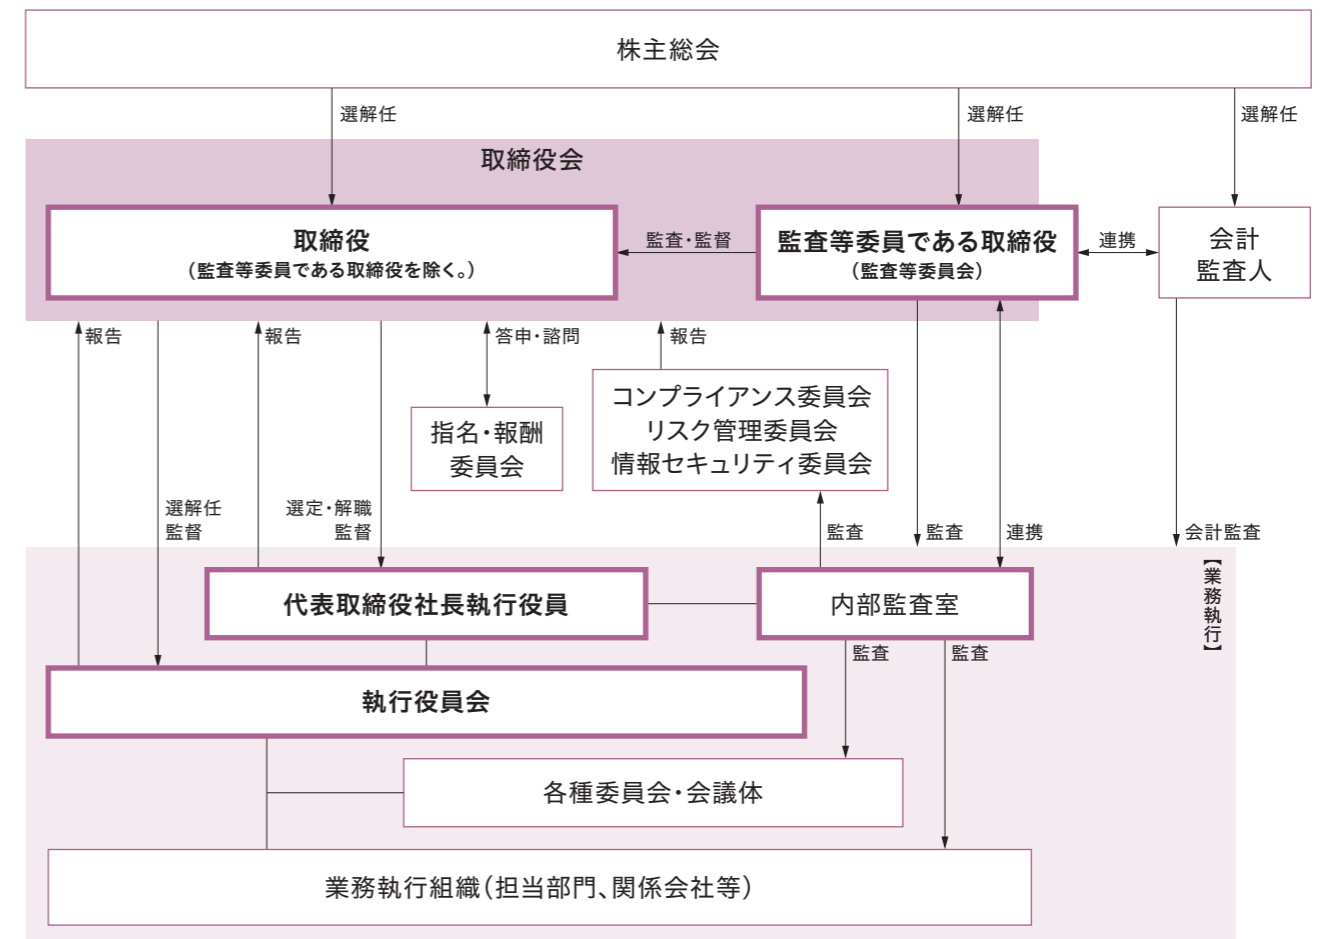 株主総会
選解任
選解任
選解任
取締役会
取締役
（監査等委員である取締役を除く。）
監査・監督
監査等委員である取締役
（監査等委員会）
連携
会計
監査人
報告
報告
答申・諮問
報告
指名・報酬
委員会
コンプライアンス委員会
リスク管理委員会
情報セキュリティ委員会
選解任
監督
選定・解職
監督
監査
監査
連携
会計監査
【業務執行】
代表取締役社長執行役員
内部監査室
監査
監査
執行役員会
各種委員会・会議体
業務執行組織（担当部門、関係会社等）